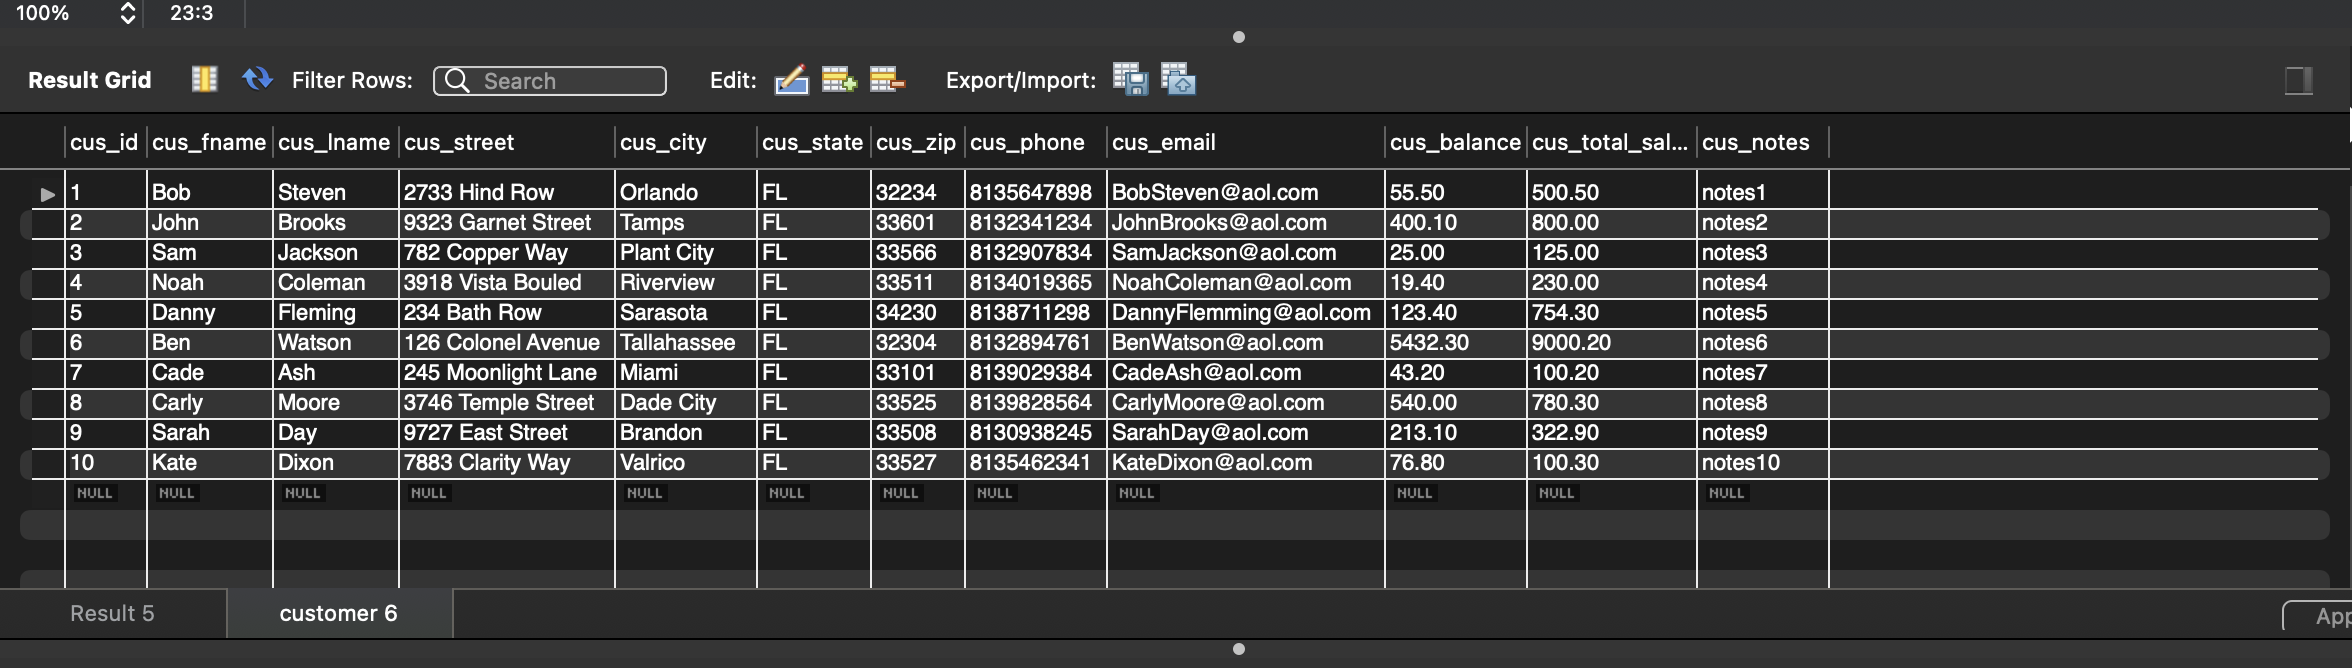 100% 23:3
Result Grid Filter Rows: Search Edit: Export/Import:
cus_id cus_fname cus_lname cus_street cus_city cus_state cus_zip cus_phone cus_email cus_balance cus_total_sal... cus_notes
1 Bob Steven 2733 Hind Row Orlando FL 32234 8135647898 BobSteven@aol.com 55.50 500.50 notes1
2 John Brooks 9323 Garnet Street Tamps FL 33601 8132341234 JohnBrooks@aol.com 400.10 800.00 notes2
3 Sam Jackson 782 Copper Way Plant City FL 33566 8132907834 SamJackson@aol.com 25.00 125.00 notes3
4 Noah Coleman 3918 Vista Bouled Riverview FL 33511 8134019365 NoahColeman@aol.com 19.40 230.00 notes4
5 Danny Fleming 234 Bath Row Sarasota FL 34230 8138711298 DannyFlemming@aol.com 123.40 754.30 notes5
6 Ben Watson 126 Colonel Avenue Tallahassee FL 32304 8132894761 BenWatson@aol.com 5432.30 9000.20 notes6
7 Cade Ash 245 Moonlight Lane Miami FL 33101 8139029384 CadeAsh@aol.com 43.20 100.20 notes7
8 Carly Moore 3746 Temple Street Dade City FL 33525 8139828564 CarlyMoore@aol.com 540.00 780.30 notes8
9 Sarah Day 9727 East Street Brandon FL 33508 8130938245 SarahDay@aol.com 213.10 322.90 notes9
10 Kate Dixon 7883 Clarity Way Valrico FL 33527 8135462341 KateDixon@aol.com 76.80 100.30 notes10
NULL NULL NULL NULL NULL NULL NULL NULL NULL NULL NULL NULL
Result 5 customer 6 App